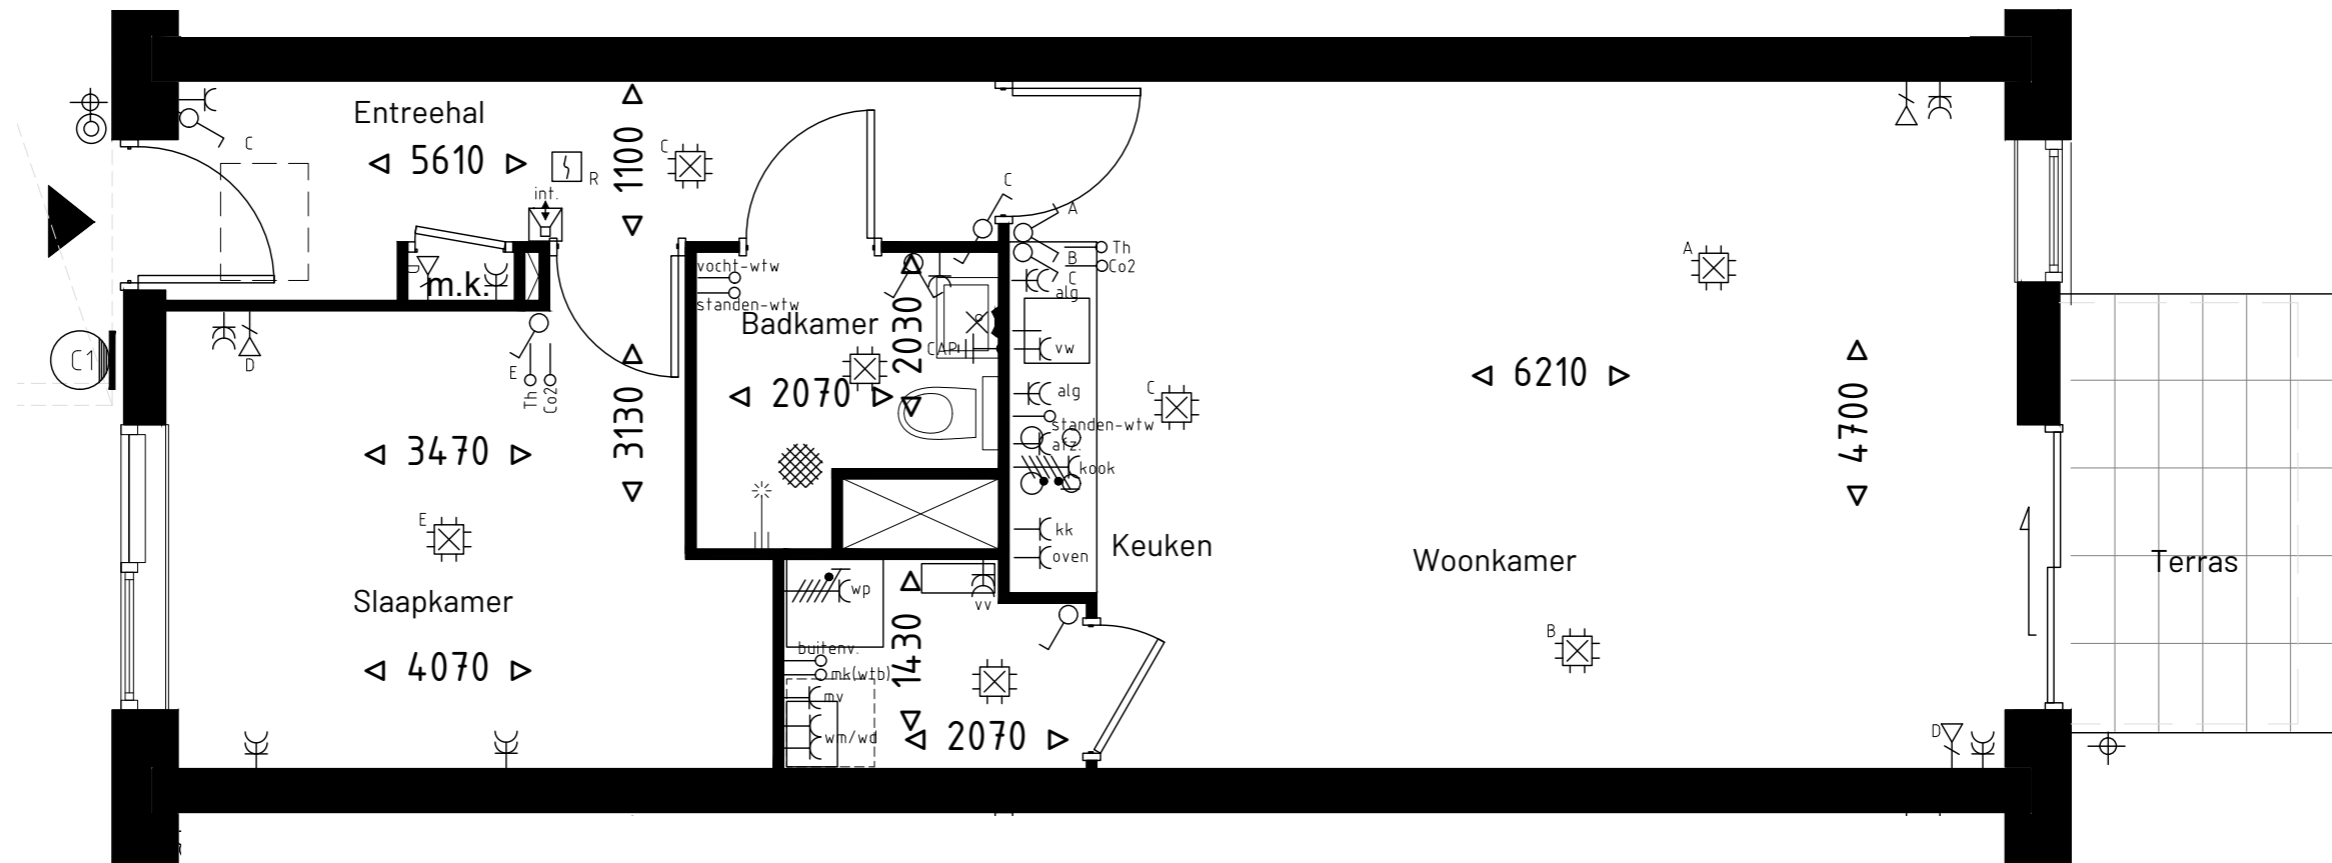 Entreehal
5610
1100
C
C
R
int.
C
C1
m.k.
D
D
vocht-wtw
standen-wtw
Badkamer
2030
2070
CAP
C
A
B
C
Th
Co2
alg
vw
alg
standen-wtw
afz.
kook
kk
oven
Keuken
C
A
6210
4700
Woonkamer
B
Terras
D
E
Th
Co2
3130
3470
E
Slaapkamer
4070
wp
vv
buitenv.
mk(wtb)
mv
wm/wd
1430
2070